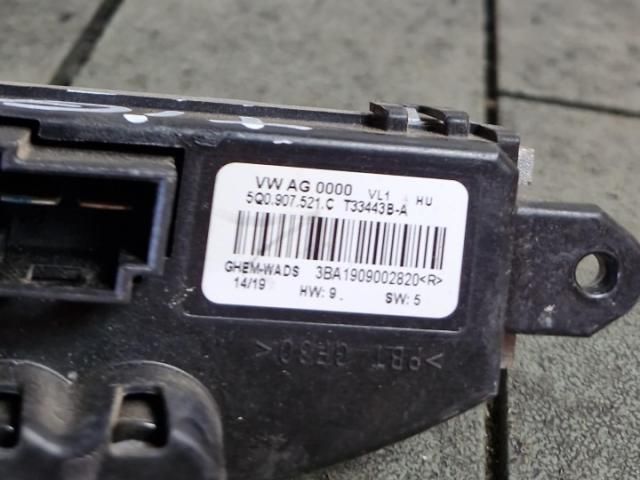 VW AG 0000 VL1 HU
5Q0.907.521.C T33443B-A
GHEM-WADS 3BA1909002820<R>
14/19 HW: 9 SW: 5
>PBT GF30<